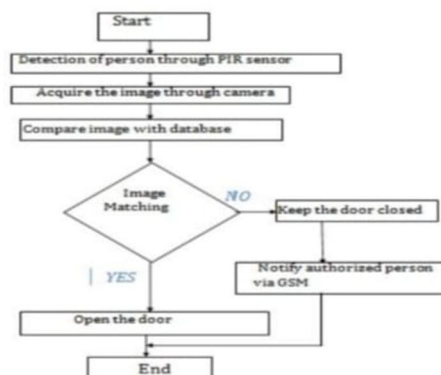 Start
Detection of person through PIR sensor
Acquire the image through camera
Compare image with database
Image
Matching
NO
Keep the door closed
Notify authorized person
via GSM
YES
Open the door
End